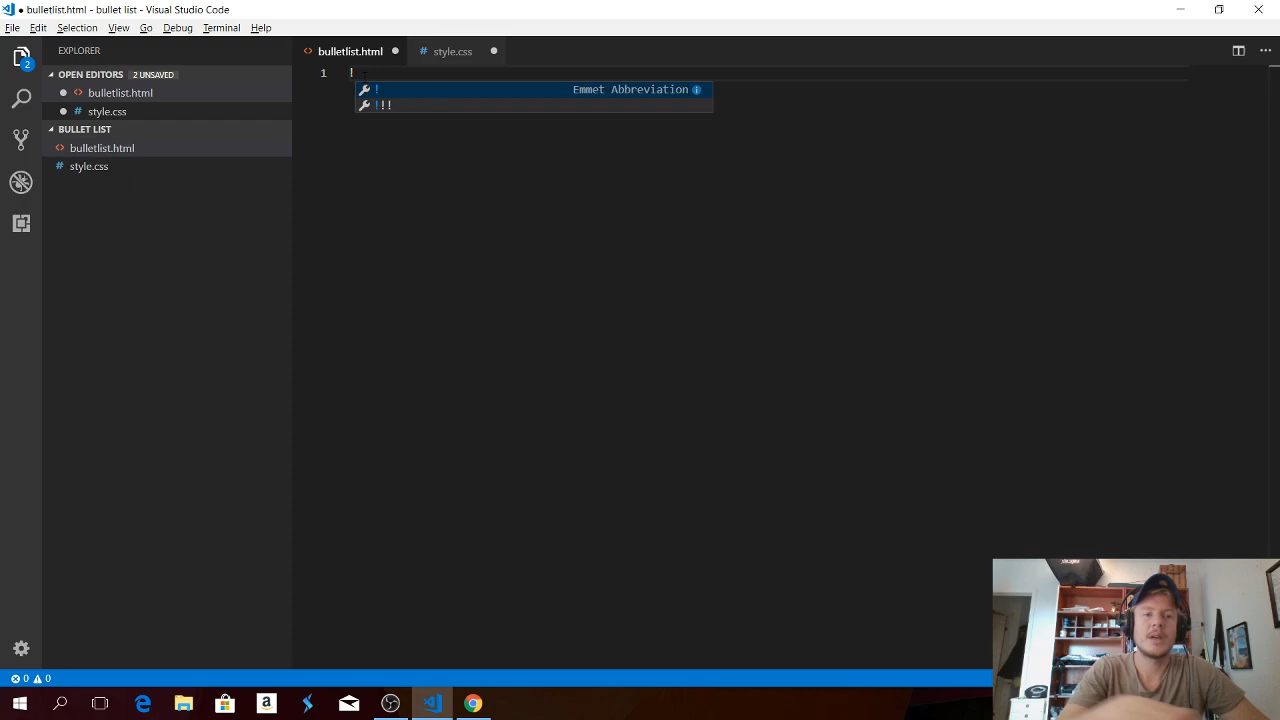 ● bulletlist.html - bullet list - Visual Studio Code
File Edit Selection View Go Debug Terminal Help
EXPLORER
bulletlist.html
style.css
OPEN EDITORS 2 UNSAVED
bulletlist.html
style.css
BULLET LIST
bulletlist.html
style.css
2
1 !
! Emmet Abbreviation
!!!
0 0